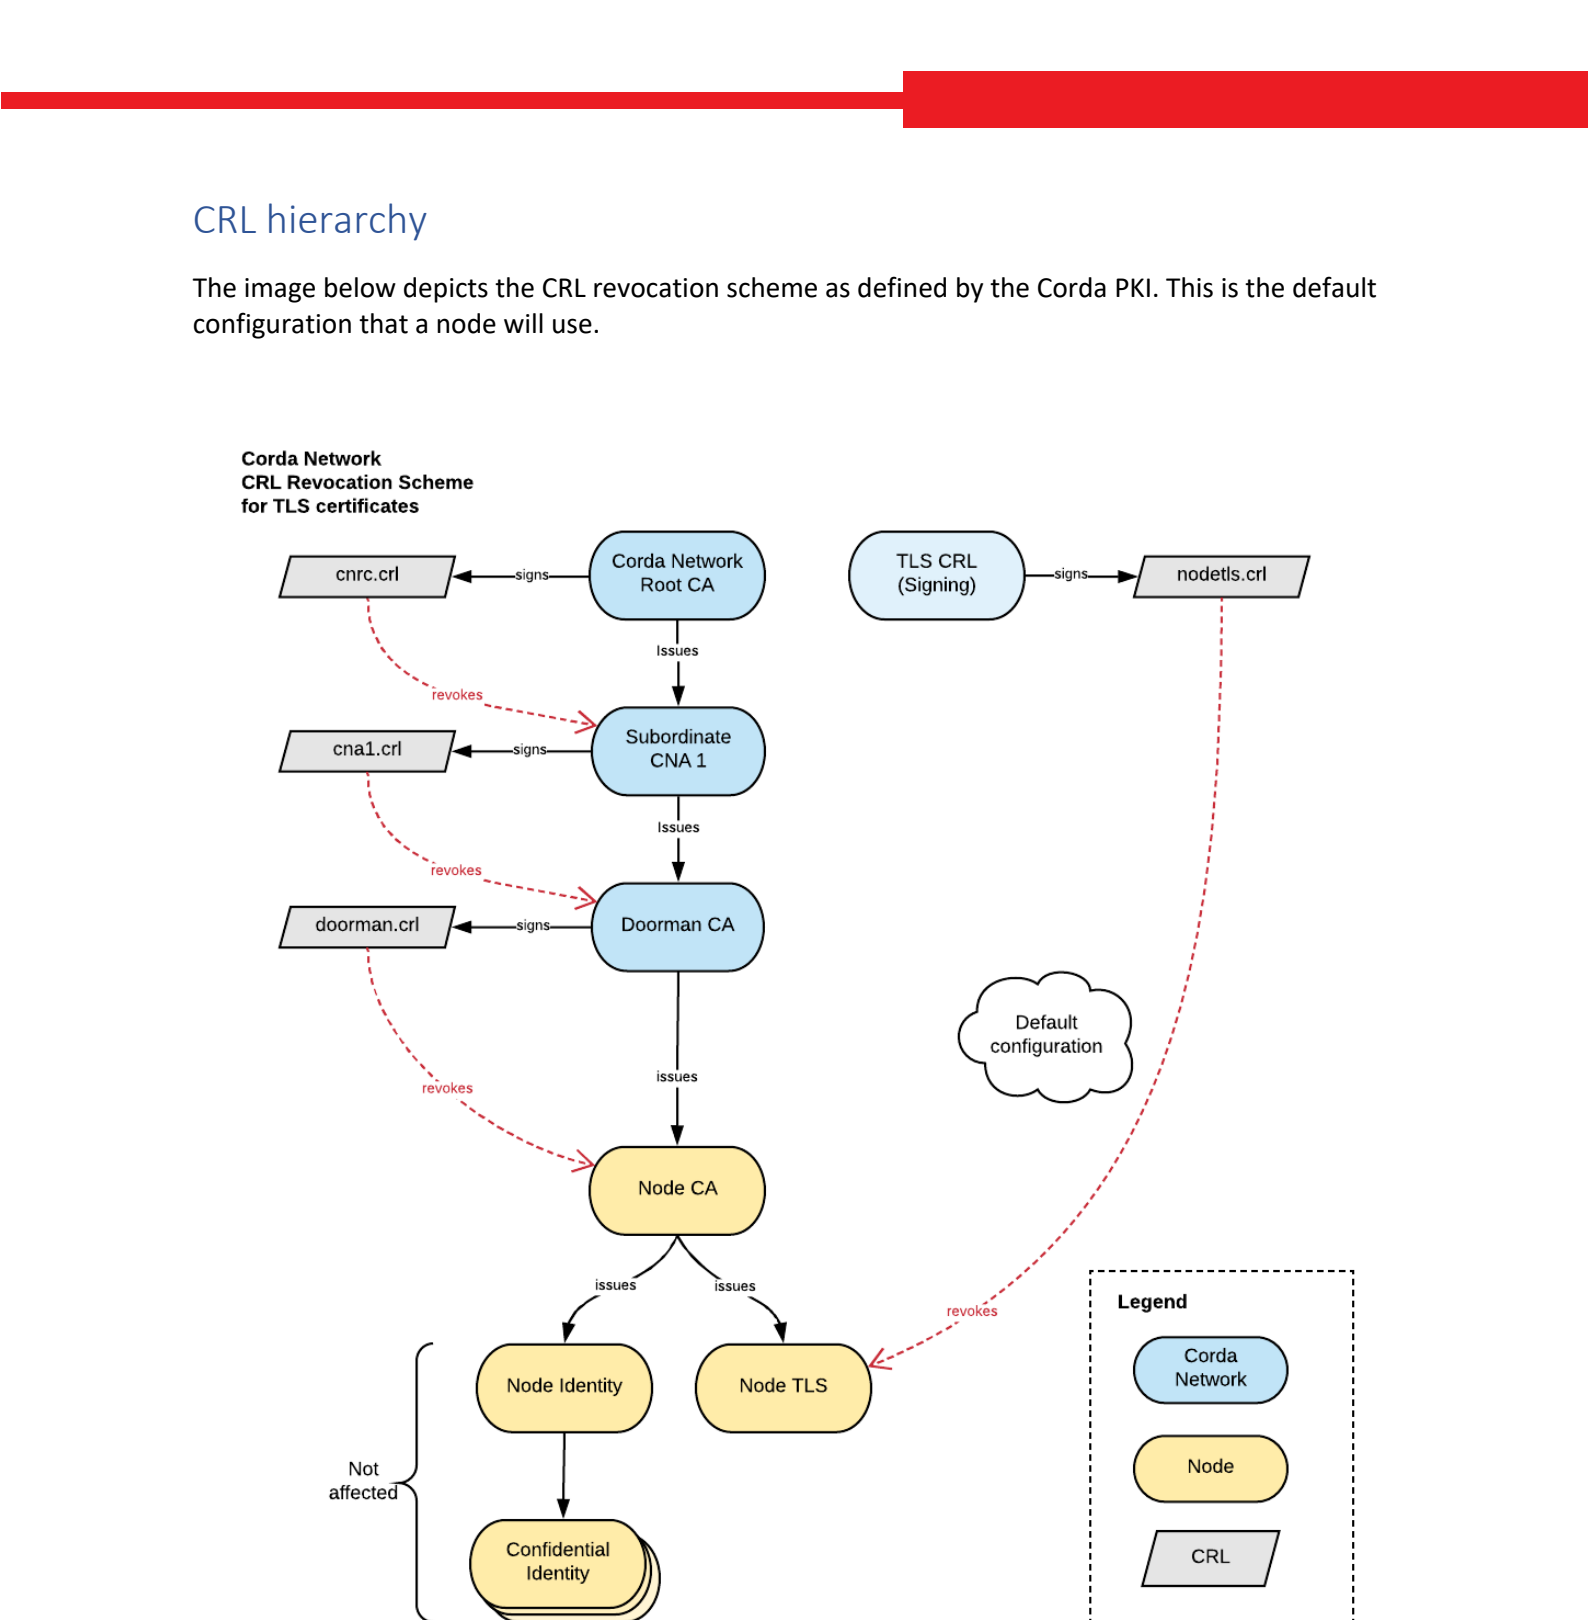 CRL hierarchy
The image below depicts the CRL revocation scheme as defined by the Corda PKI. This is the default
configuration that a node will use.
Corda Network
CRL Revocation Scheme
for TLS certificates
cnrc.crl
signs
Corda Network
Root CA
TLS CRL
(Signing)
signs
nodetls.crl
Issues
revokes
cna1.crl
signs
Subordinate
CNA 1
Issues
revokes
doorman.crl
signs
Doorman CA
Default
configuration
issues
revokes
Node CA
issues
issues
revokes
Legend
Corda
Network
Node Identity
Node TLS
Node
Not
affected
Confidential
Identity
CRL